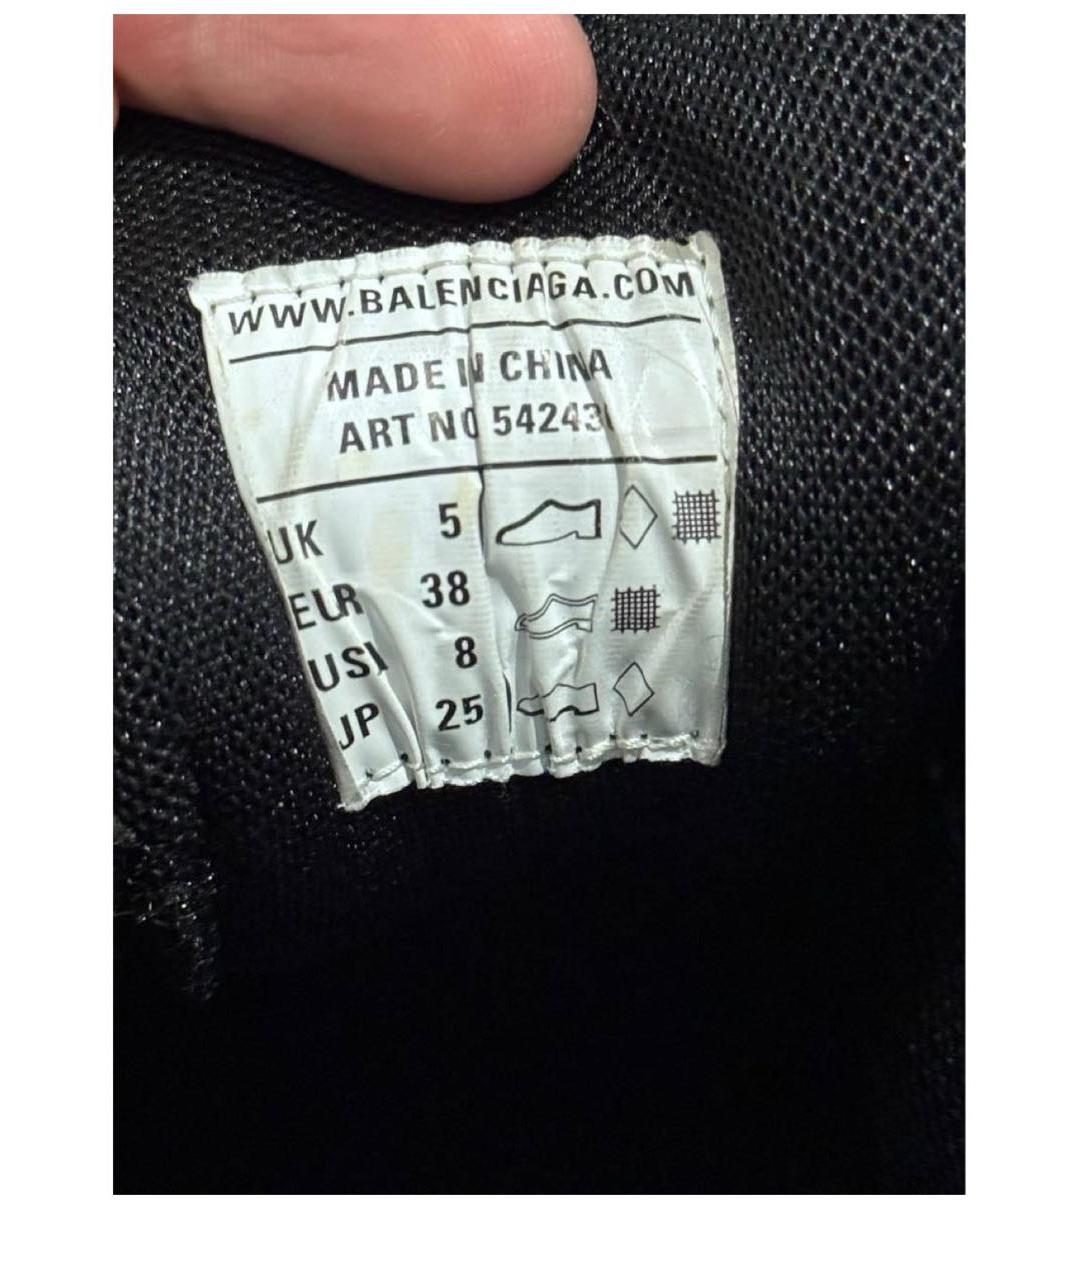 WWW.BALENCIAGA.COM
MADE IN CHINA
ART NO 54243
UK 5
EUR 38
US 8
JP 25